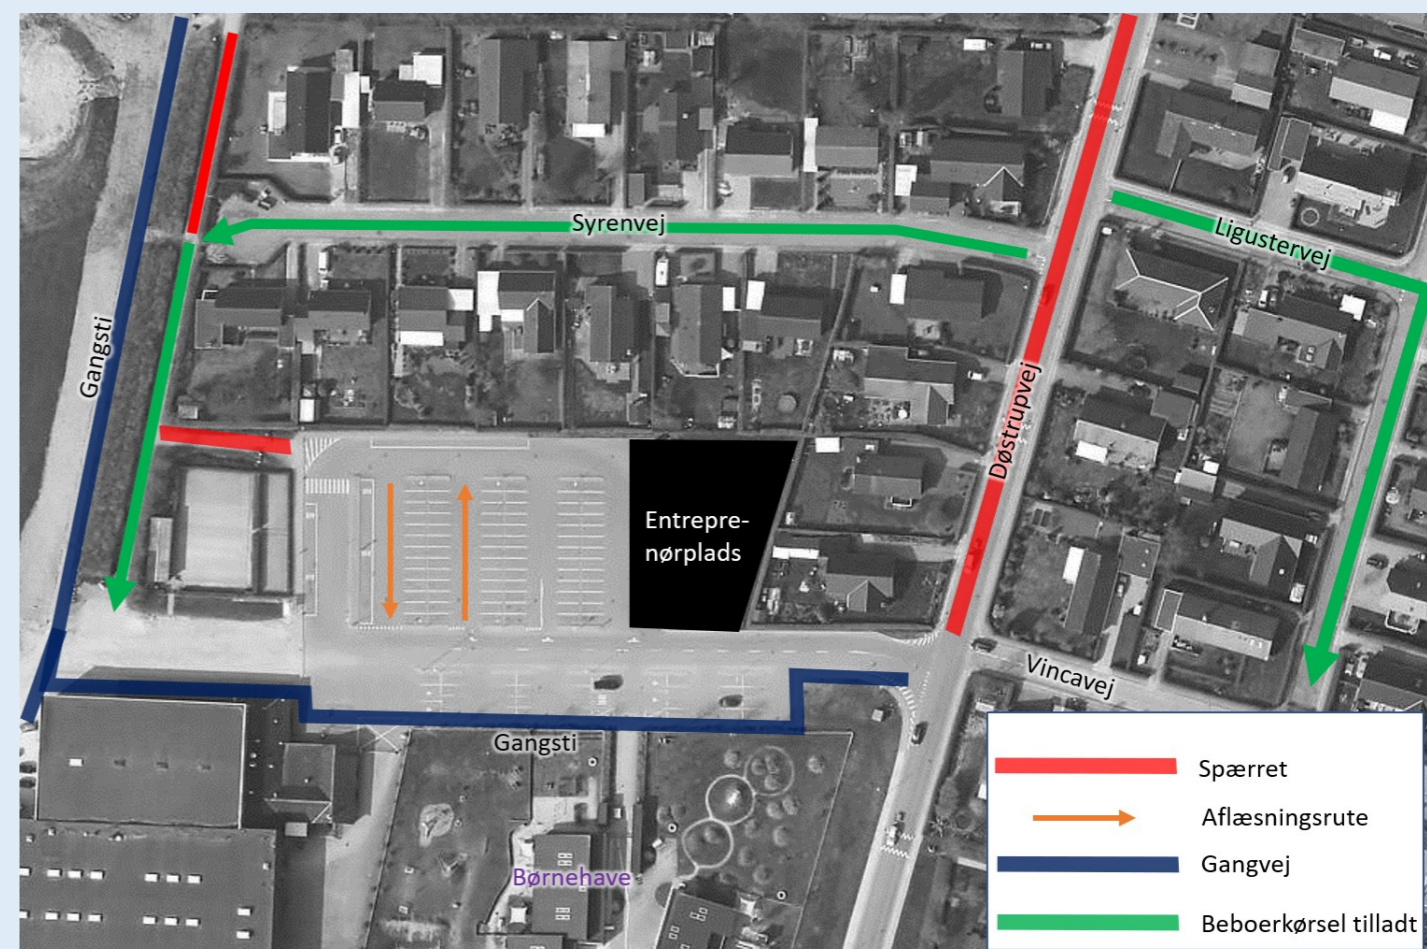 Syrenvej
Ligustervej
Gangsti
Døstrupvej
Entrepre-
nørplads
Vincavej
Gangsti
Børnehave
Spærret
Aflæsningsrute
Gangvej
Beboerkørsel tilladt